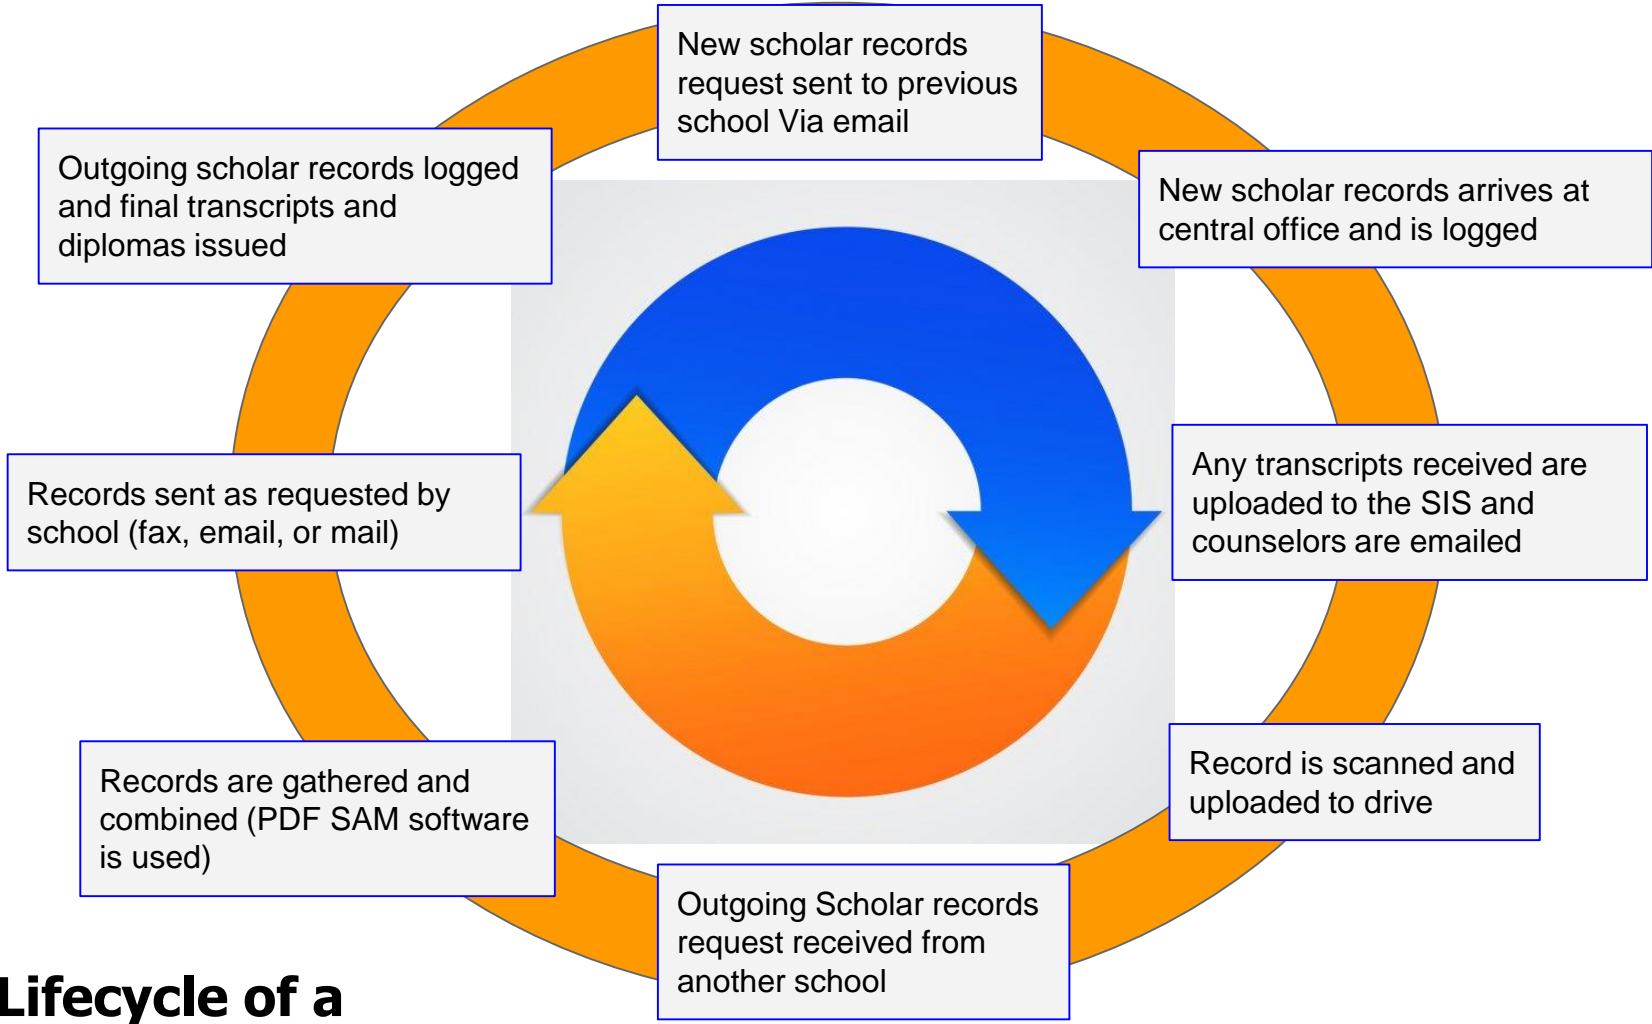 New scholar records
request sent to previous
school Via email
New scholar records arrives at
central office and is logged
Any transcripts received are
uploaded to the SIS and
counselors are emailed
Record is scanned and
uploaded to drive
Outgoing Scholar records
request received from
another school
Records are gathered and
combined (PDF SAM software
is used)
Records sent as requested by
school (fax, email, or mail)
Outgoing scholar records logged
and final transcripts and
diplomas issued
Lifecycle of a